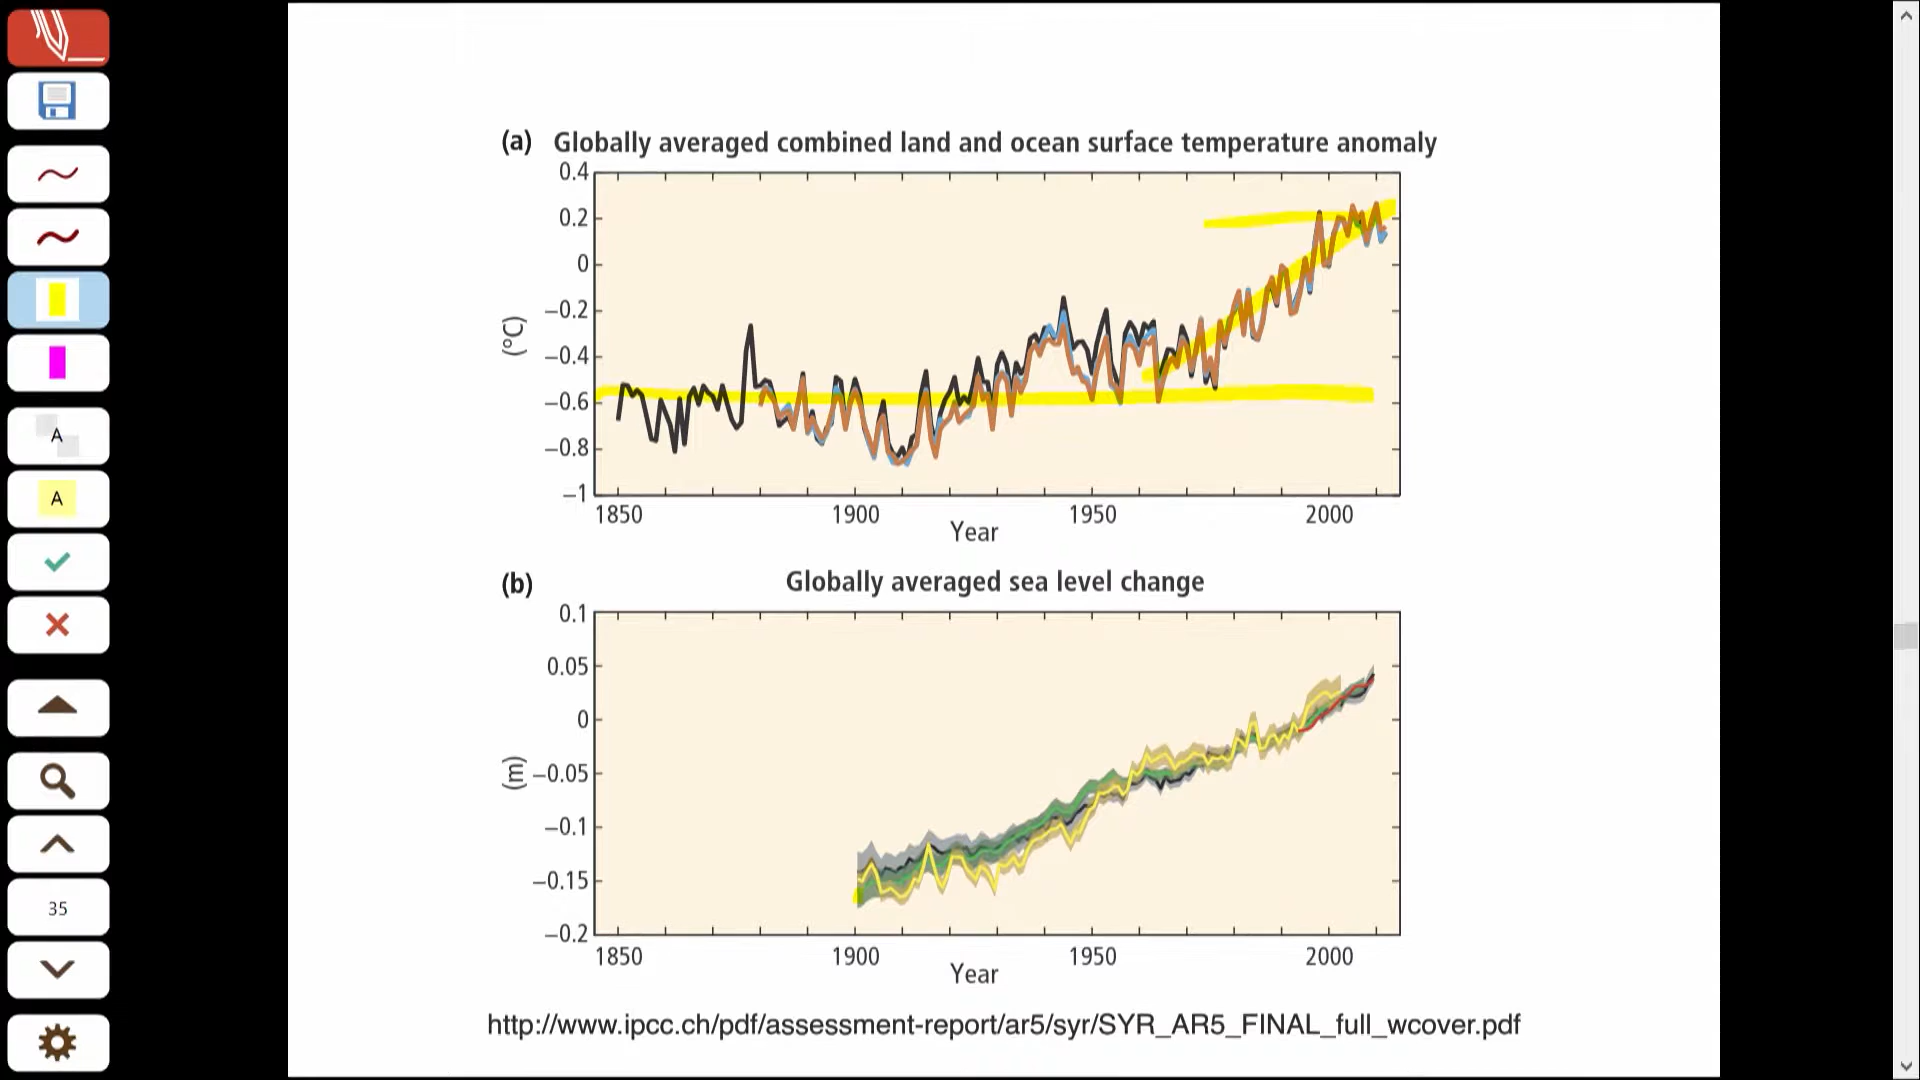 (a) Globally averaged combined land and ocean surface temperature anomaly
0.4
0.2
0
−0.2
−0.4
−0.6
−0.8
−1
(°C)
1850 1900 1950 2000
Year
(b) Globally averaged sea level change
0.1
0.05
0
−0.05
−0.1
−0.15
−0.2
(m)
1850 1900 1950 2000
Year
http://www.ipcc.ch/pdf/assessment-report/ar5/syr/SYR_AR5_FINAL_full_wcover.pdf
A
A
35